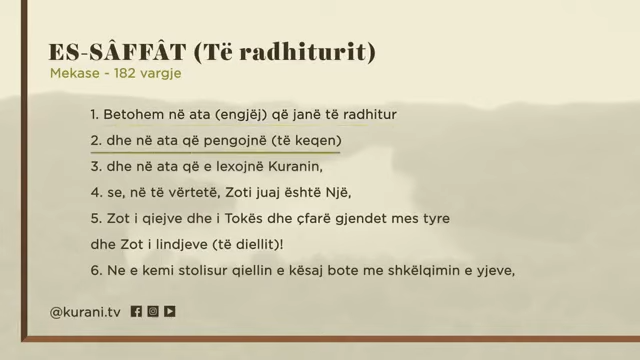 ES-SÂFFÂT (Të radhiturit)
Mekase - 182 vargje
1. Betohem në ata (engjëj) që janë të radhitur
2. dhe në ata që pengojnë (të keqen)
3. dhe në ata që e lexojnë Kuranin,
4. se, në të vërtetë, Zoti juaj është Një,
5. Zot i qiejve dhe i Tokës dhe çfarë gjendet mes tyre
dhe Zot i lindjeve (të diellit)!
6. Ne e kemi stolisur qiellin e kësaj bote me shkëlqimin e yjeve,
@kurani.tv